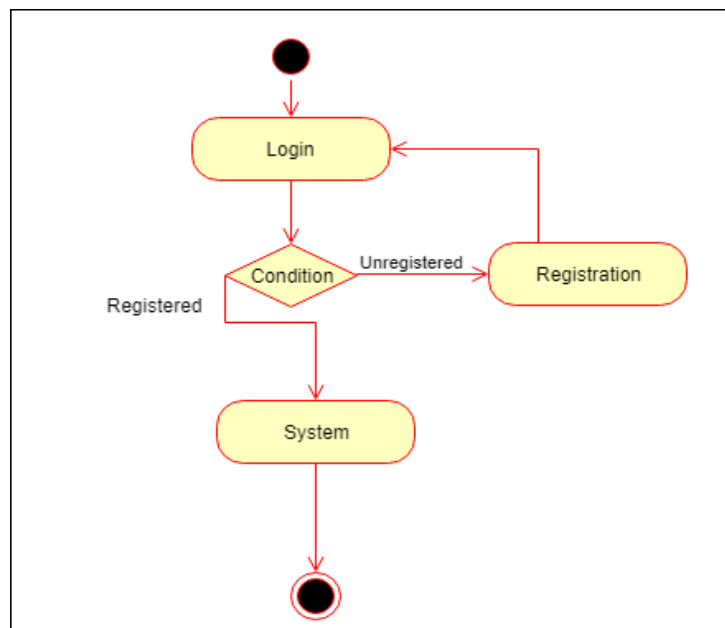 Login
Condition
Unregistered
Registration
Registered
System